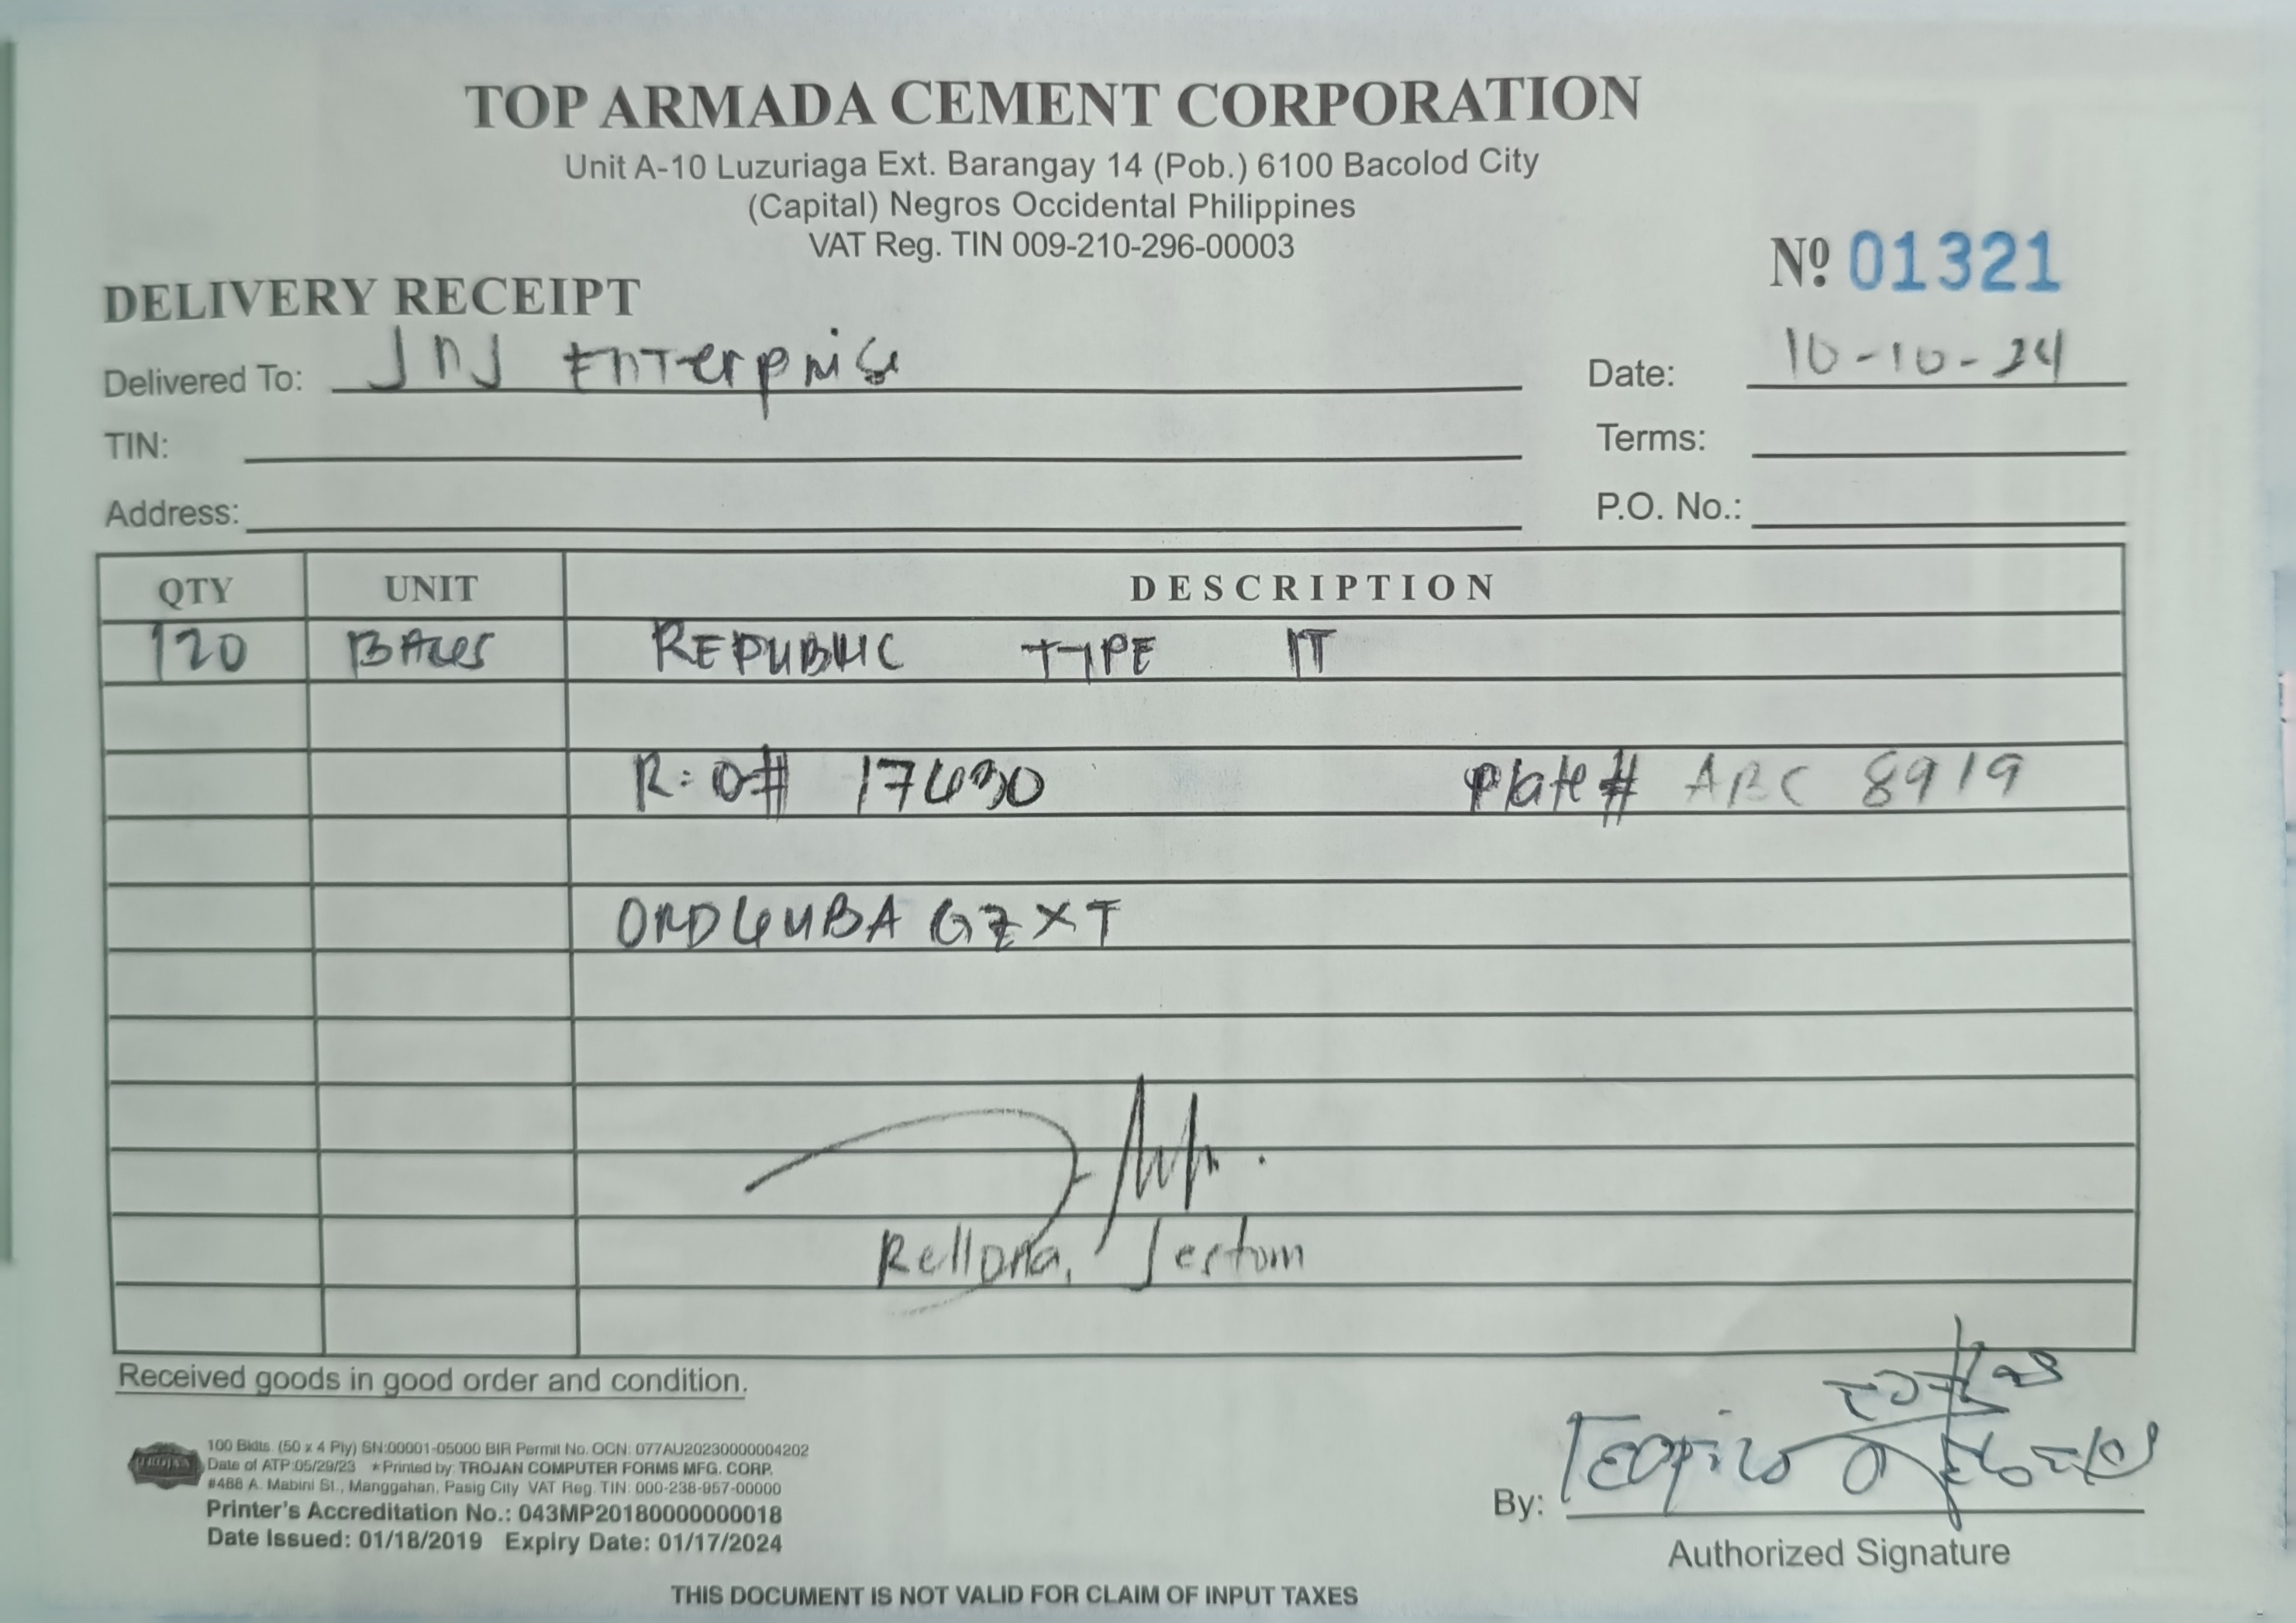 TOP ARMADA CEMENT CORPORATION
Unit A-10 Luzuriaga Ext. Barangay 14 (Pob.) 6100 Bacolod City
(Capital) Negros Occidental Philippines
VAT Reg. TIN 009-210-296-00003
Nº 01321
DELIVERY RECEIPT
Delivered To: JNJ Enterprise Date: 10-10-24
TIN: Terms:
Address: P.O. No.:
QTY UNIT DESCRIPTION
120 REPUBLIC TYPE 1T
R.O# Plate# ABC 8919
GZXT
Rellona,
Received goods in good order and condition.
100 Bklts. (50 x 4 Ply) SN:00001-05000 BIR Permit No. OCN: 077AU20230000004202
Date of ATP:05/29/23 ★Printed by: TROJAN COMPUTER FORMS MFG. CORP.
#488 A. Mabini St., Manggahan, Pasig City VAT Reg. TIN: 000-238-957-00000
Printer's Accreditation No.: 043MP20180000000018
Date Issued: 01/18/2019 Expiry Date: 01/17/2024
TROJAN
By:
Authorized Signature
THIS DOCUMENT IS NOT VALID FOR CLAIM OF INPUT TAXES